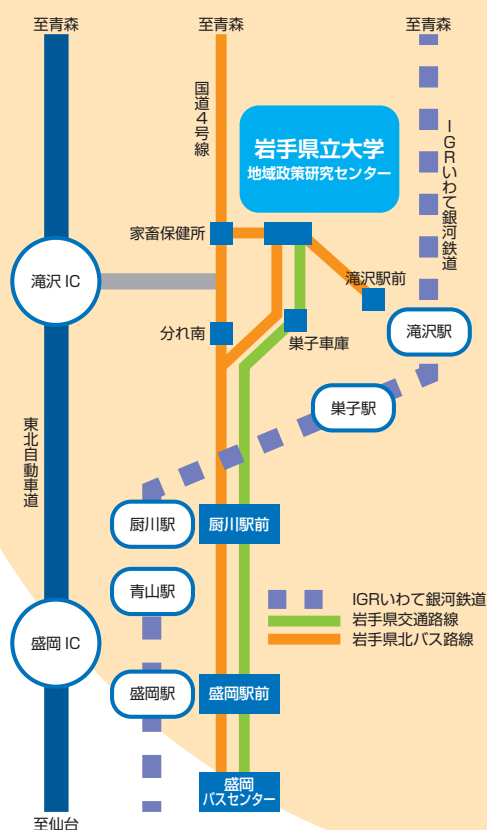 至青森
至青森
至青森
国道4号線
岩手県立大学
地域政策研究センター
IGRいわて銀河鉄道
家畜保健所
滝沢 IC
滝沢駅前
分れ南
巣子車庫
滝沢駅
巣子駅
東北自動車道
厨川駅
厨川駅前
青山駅
IGRいわて銀河鉄道
岩手県交通路線
岩手県北バス路線
盛岡 IC
盛岡駅
盛岡駅前
盛岡
バスセンター
至仙台